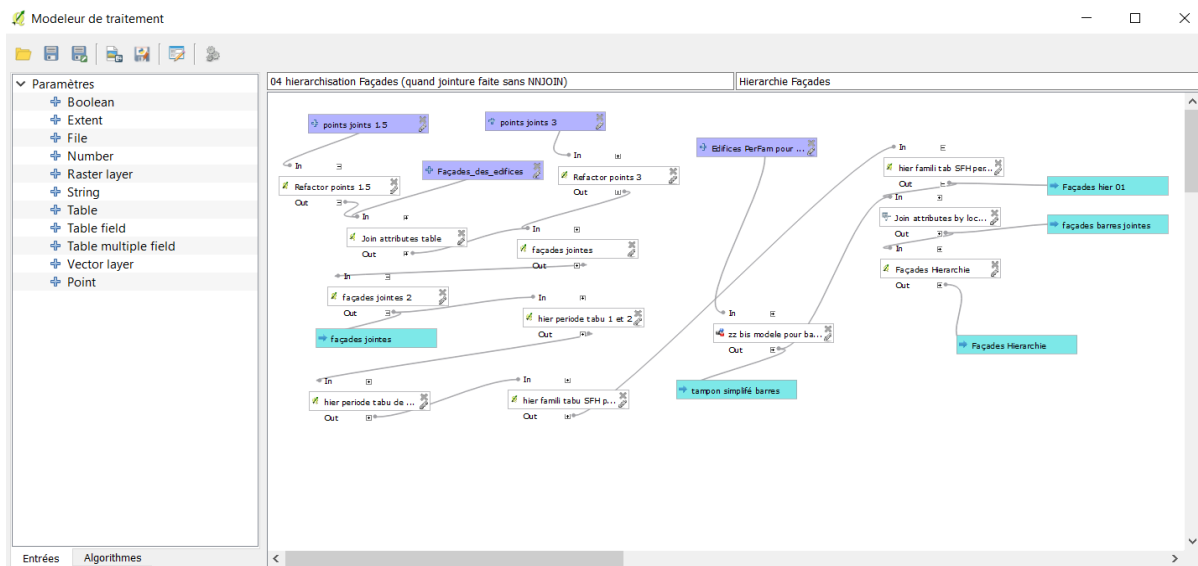 Modeleur de traitement
Paramètres
Boolean
Extent
File
Number
Raster layer
String
Table
Table field
Table multiple field
Vector layer
Point
Entrées
Algorithmes
04 hierarchisation Façades (quand jointure faite sans NNJOIN)
Hierarchie Façades
points joints 1.5
points joints 3
Edifices PerFam pour ...
In
hier famili tab SFH per...
Out
Façades hier 01
In
Refactor points 1.5
Out
Façades_des_edifices
In
Refactor points 3
Out
In
Join attributes by loc...
Out
façades barres jointes
In
Join attributes table
Out
In
façades jointes
Out
In
Façades Hierarchie
Out
In
façades jointes 2
Out
façades jointes
In
hier periode tabu 1 et 2
Out
In
zz bis modele pour ba...
Out
Façades Hierarchie
In
hier periode tabu de ...
Out
In
hier famili tabu SFH p...
Out
tampon simplifé barres